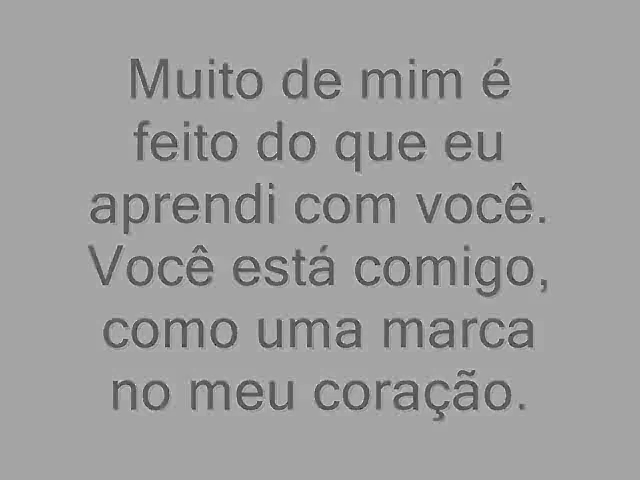 Muito de mim é
feito do que eu
aprendi com você.
Você está comigo,
como uma marca
no meu coração.